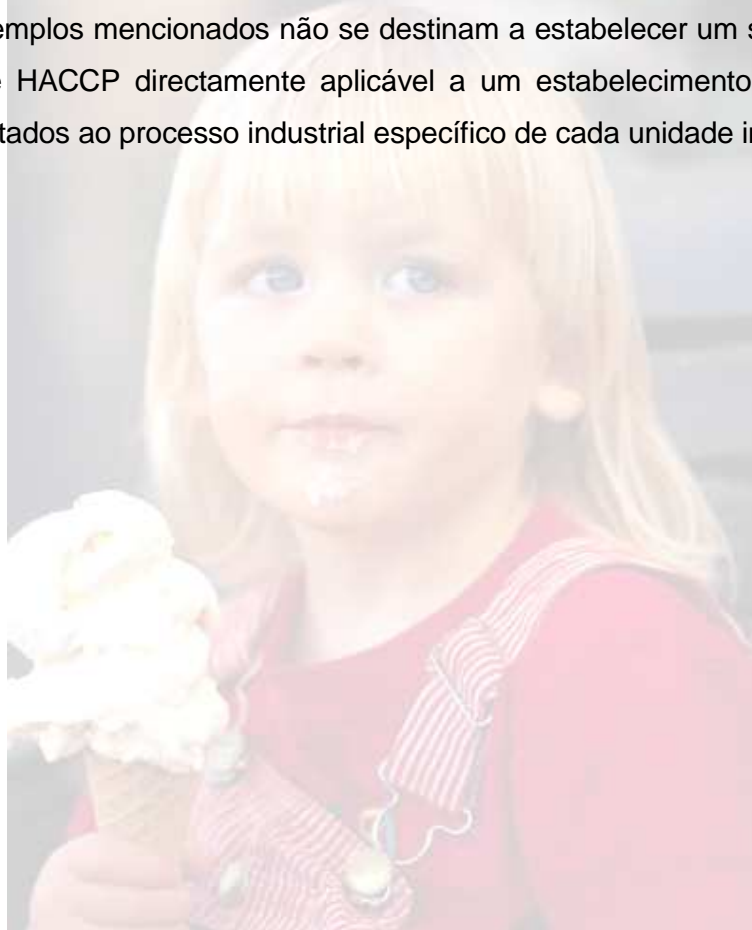 emplos mencionados não se destinam a estabelecer um s
HACCP directamente aplicável a um estabelecimento
tados ao processo industrial específico de cada unidade i